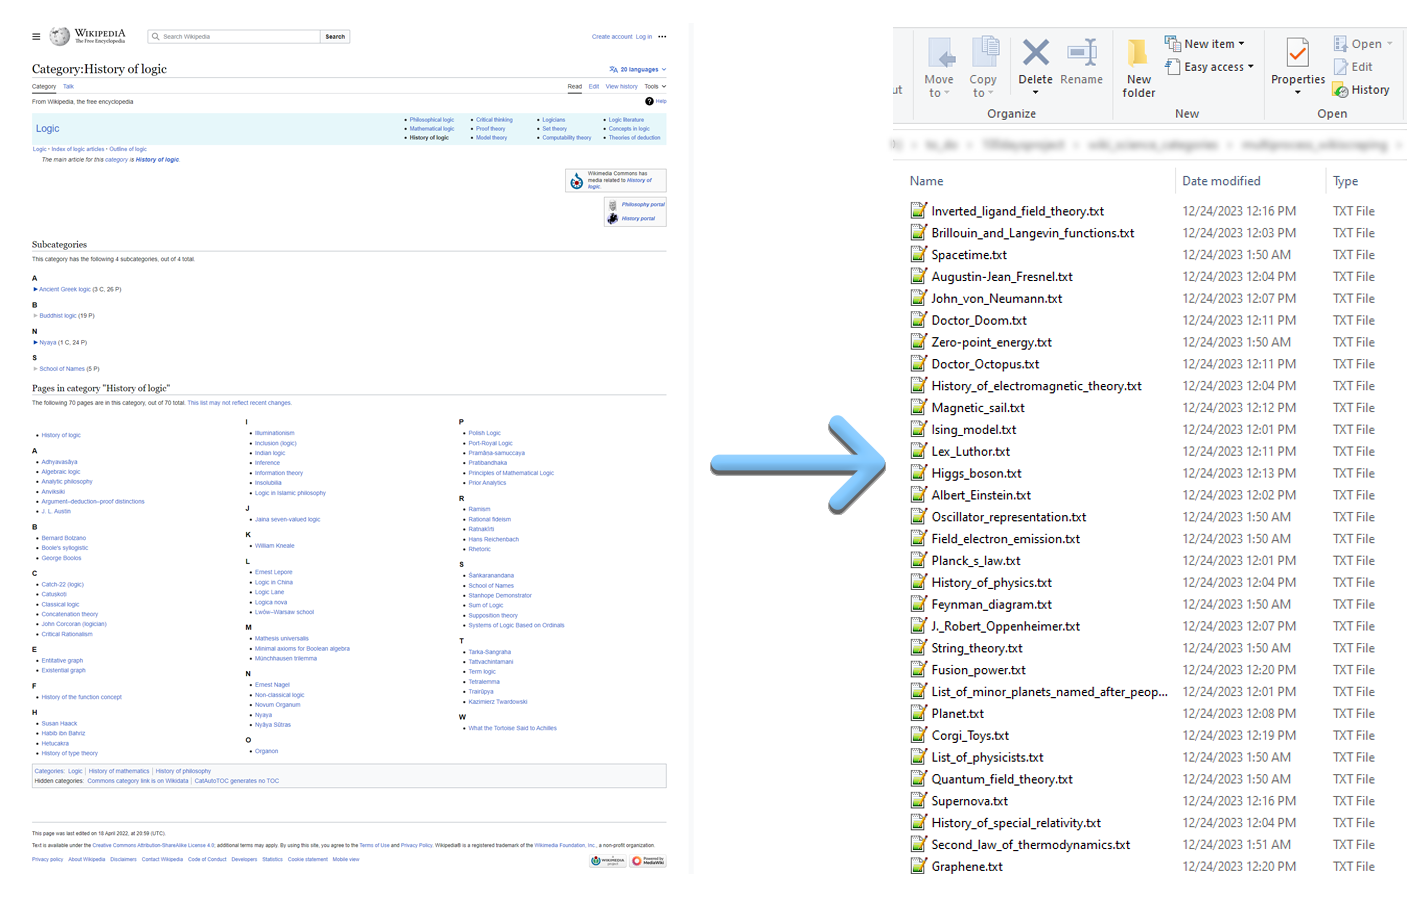 WIKIPEDIA
The Free Encyclopedia
Search Wikipedia
Search
Create account Log in
Category:History of logic
20 languages
Category Talk
Read Edit View history Tools
From Wikipedia, the free encyclopedia
Help
Logic
Philosophical logic
Mathematical logic
History of logic
Critical thinking
Proof theory
Model theory
Logicians
Set theory
Computability theory
Logic literature
Concepts in logic
Theories of deduction
Logic · Index of logic articles · Outline of logic
The main article for this category is History of logic.
Wikimedia Commons has
media related to History of
logic.
Philosophy portal
History portal
Subcategories
This category has the following 4 subcategories, out of 4 total.
A
Ancient Greek logic (3 C, 26 P)
B
Buddhist logic (19 P)
N
Nyaya (1 C, 24 P)
S
School of Names (5 P)
Pages in category "History of logic"
The following 70 pages are in this category, out of 70 total. This list may not reflect recent changes.
History of logic
A
Adhyavasāya
Algebraic logic
Analytic philosophy
Anviksiki
Argument–deduction–proof distinctions
J. L. Austin
B
Bernard Bolzano
Boole's syllogistic
George Boolos
C
Catch-22 (logic)
Catuskoti
Classical logic
Concatenation theory
John Corcoran (logician)
Critical Rationalism
E
Entitative graph
Existential graph
F
History of the function concept
H
Susan Haack
Habib ibn Bahriz
Hetucakra
History of type theory
I
Illuminationism
Inclusion (logic)
Indian logic
Inference
Information theory
Insolubilia
Logic in Islamic philosophy
J
Jaina seven-valued logic
K
William Kneale
L
Ernest Lepore
Logic in China
Logic Lane
Logica nova
Lwów–Warsaw school
M
Mathesis universalis
Minimal axioms for Boolean algebra
Münchhausen trilemma
N
Ernest Nagel
Non-classical logic
Novum Organum
Nyaya
Nyāya Sūtras
O
Organon
P
Polish Logic
Port-Royal Logic
Pramāṇa-samuccaya
Pratibandhaka
Principles of Mathematical Logic
Prior Analytics
R
Ramism
Rational fideism
Ratnakīrti
Hans Reichenbach
Rhetoric
S
Śaṅkaranandana
School of Names
Stanhope Demonstrator
Sum of Logic
Supposition theory
Systems of Logic Based on Ordinals
T
Tarka-Sangraha
Tattvachintamani
Term logic
Tetralemma
Trairūpya
Kazimierz Twardowski
W
What the Tortoise Said to Achilles
Categories: Logic | History of mathematics | History of philosophy
Hidden categories: Commons category link is on Wikidata | CatAutoTOC generates no TOC
This page was last edited on 18 April 2022, at 20:59 (UTC).
Text is available under the Creative Commons Attribution-ShareAlike License 4.0; additional terms may apply. By using this site, you agree to the Terms of Use and Privacy Policy. Wikipedia® is a registered trademark of the Wikimedia Foundation, Inc., a non-profit organization.
Privacy policy About Wikipedia Disclaimers Contact Wikipedia Code of Conduct Developers Statistics Cookie statement Mobile view
WIKIMEDIA
project
Powered by
MediaWiki
ut
Move
to
Copy
to
Delete
Rename
Organize
New
folder
New item
Easy access
New
Properties
Open
Edit
History
Open
Name Date modified Type
Inverted_ligand_field_theory.txt 12/24/2023 12:16 PM TXT File
Brillouin_and_Langevin_functions.txt 12/24/2023 12:03 PM TXT File
Spacetime.txt 12/24/2023 1:50 AM TXT File
Augustin-Jean_Fresnel.txt 12/24/2023 12:04 PM TXT File
John_von_Neumann.txt 12/24/2023 12:07 PM TXT File
Doctor_Doom.txt 12/24/2023 12:11 PM TXT File
Zero-point_energy.txt 12/24/2023 1:50 AM TXT File
Doctor_Octopus.txt 12/24/2023 12:11 PM TXT File
History_of_electromagnetic_theory.txt 12/24/2023 12:04 PM TXT File
Magnetic_sail.txt 12/24/2023 12:12 PM TXT File
Ising_model.txt 12/24/2023 12:01 PM TXT File
Lex_Luthor.txt 12/24/2023 12:11 PM TXT File
Higgs_boson.txt 12/24/2023 12:13 PM TXT File
Albert_Einstein.txt 12/24/2023 12:02 PM TXT File
Oscillator_representation.txt 12/24/2023 1:50 AM TXT File
Field_electron_emission.txt 12/24/2023 1:50 AM TXT File
Planck_s_law.txt 12/24/2023 12:01 PM TXT File
History_of_physics.txt 12/24/2023 12:04 PM TXT File
Feynman_diagram.txt 12/24/2023 1:50 AM TXT File
J._Robert_Oppenheimer.txt 12/24/2023 12:07 PM TXT File
String_theory.txt 12/24/2023 1:50 AM TXT File
Fusion_power.txt 12/24/2023 12:20 PM TXT File
List_of_minor_planets_named_after_peop... 12/24/2023 12:01 PM TXT File
Planet.txt 12/24/2023 12:08 PM TXT File
Corgi_Toys.txt 12/24/2023 12:19 PM TXT File
List_of_physicists.txt 12/24/2023 1:50 AM TXT File
Quantum_field_theory.txt 12/24/2023 1:50 AM TXT File
Supernova.txt 12/24/2023 12:16 PM TXT File
History_of_special_relativity.txt 12/24/2023 12:04 PM TXT File
Second_law_of_thermodynamics.txt 12/24/2023 1:51 AM TXT File
Graphene.txt 12/24/2023 12:20 PM TXT File